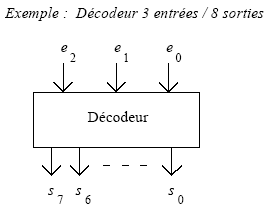 Exemple : Décodeur 3 entrées / 8 sorties
e2 e1 e0
Décodeur
s7 s6 s0